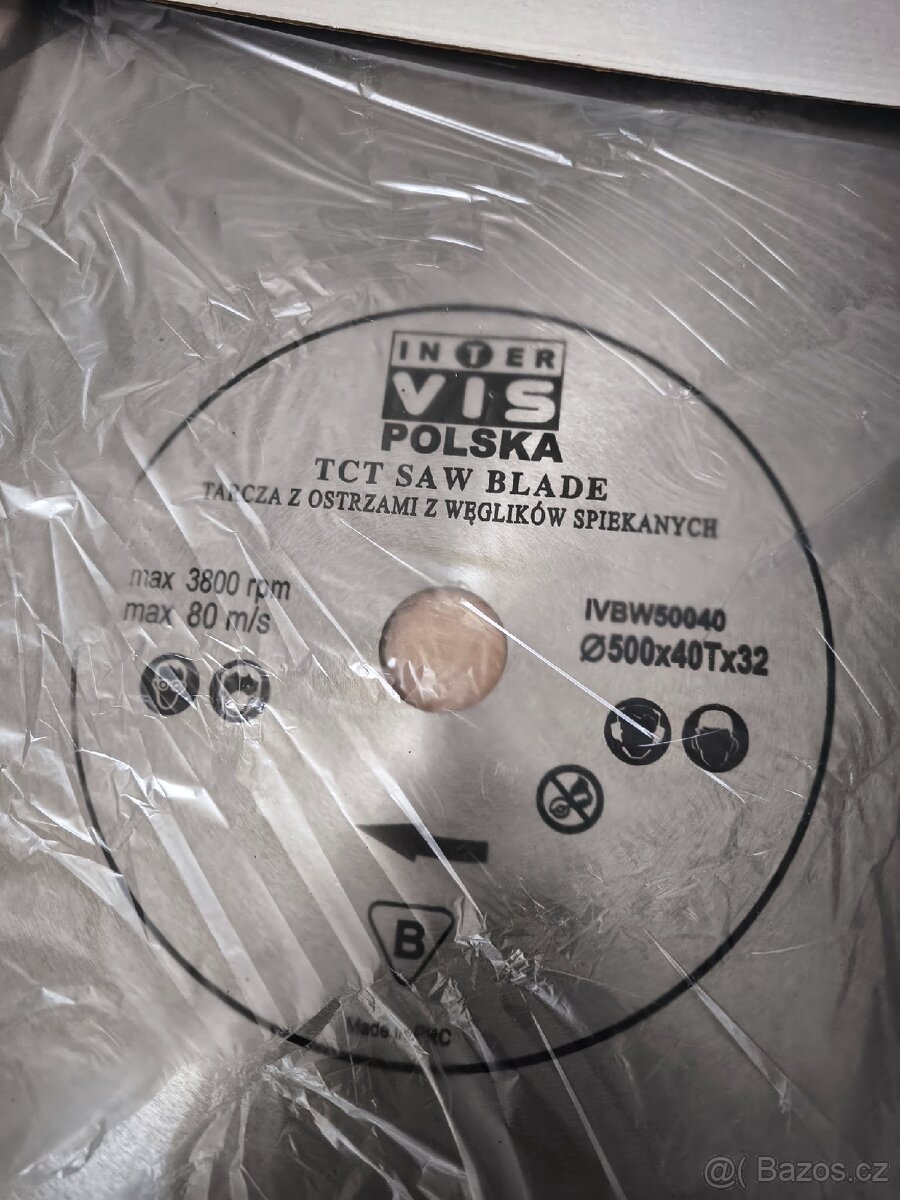 INTER
VIS
POLSKA
TCT SAW BLADE
TARCZA Z OSTRZAMI Z WĘGLIKÓW SPIEKANYCH
max 3800 rpm
max 80 m/s
IVBW50040
Ø500x40Tx32
B
Made in PRC
@( Bazos.cz